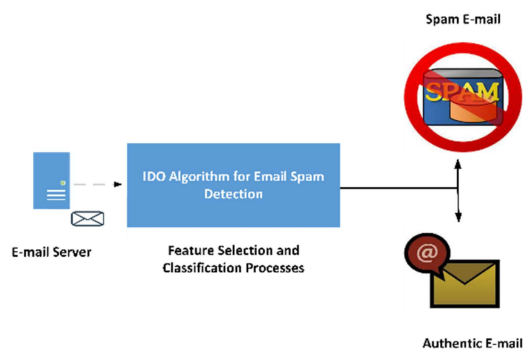 Spam E-mail
SPAM
IDO Algorithm for Email Spam
Detection
E-mail Server
Feature Selection and
Classification Processes
@
Authentic E-mail